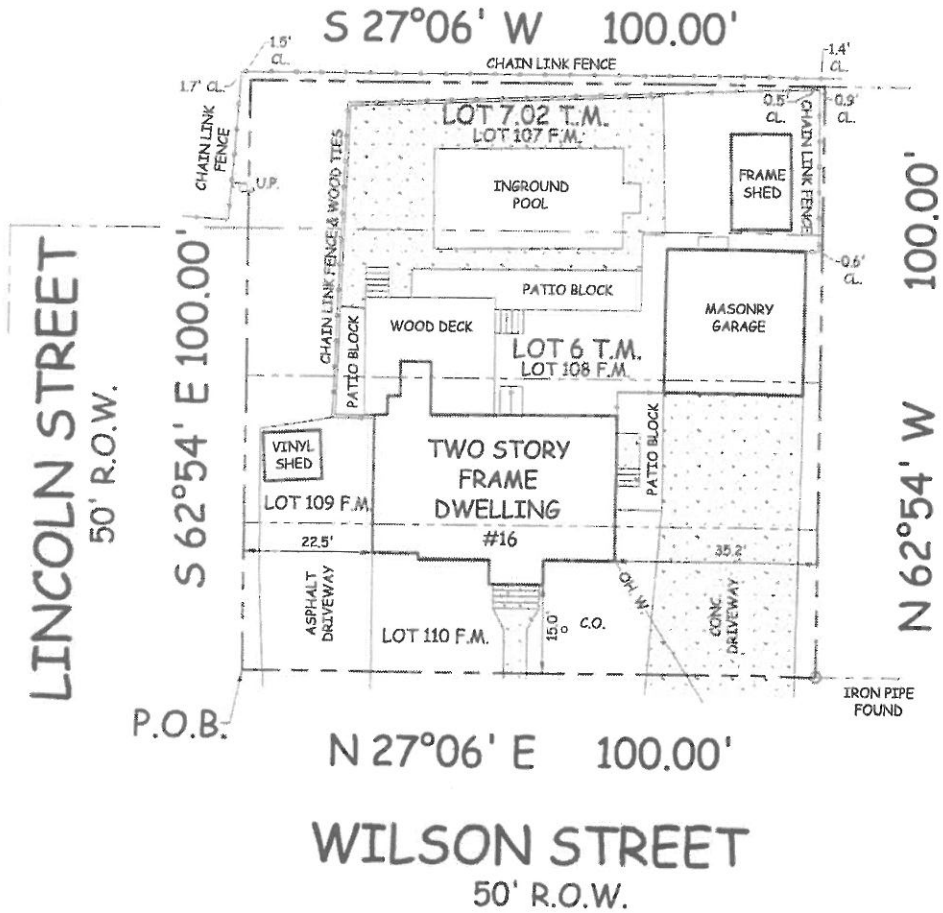 S 27°06' W 100.00'
1.5'
CL.
CHAIN LINK FENCE
-1.4'
CL.
1.7' CL.
0.5'
CL.
-0.9'
CL.
CHAIN LINK
FENCE
U.P.
LOT 7.02 T.M.
LOT 107 F.M.
INGROUND
POOL
FRAME
SHED
CHAIN LINK FENCE
CHAIN LINK FENCE & WOOD TIES
-0.6'
CL.
PATIO BLOCK
WOOD DECK
PATIO BLOCK
MASONRY
GARAGE
LOT 6 T.M.
LOT 108 F.M.
LINCOLN STREET
50' R.O.W.
S 62°54' E 100.00'
N 62°54' W 100.00'
VINYL
SHED
TWO STORY
FRAME
DWELLING
#16
PATIO BLOCK
LOT 109 F.M.
22.5'
35.2'
ASPHALT
DRIVEWAY
OH. W.
LOT 110 F.M.
15.0'
C.O.
CONC.
DRIVEWAY
IRON PIPE
FOUND
P.O.B.
N 27°06' E 100.00'
WILSON STREET
50' R.O.W.